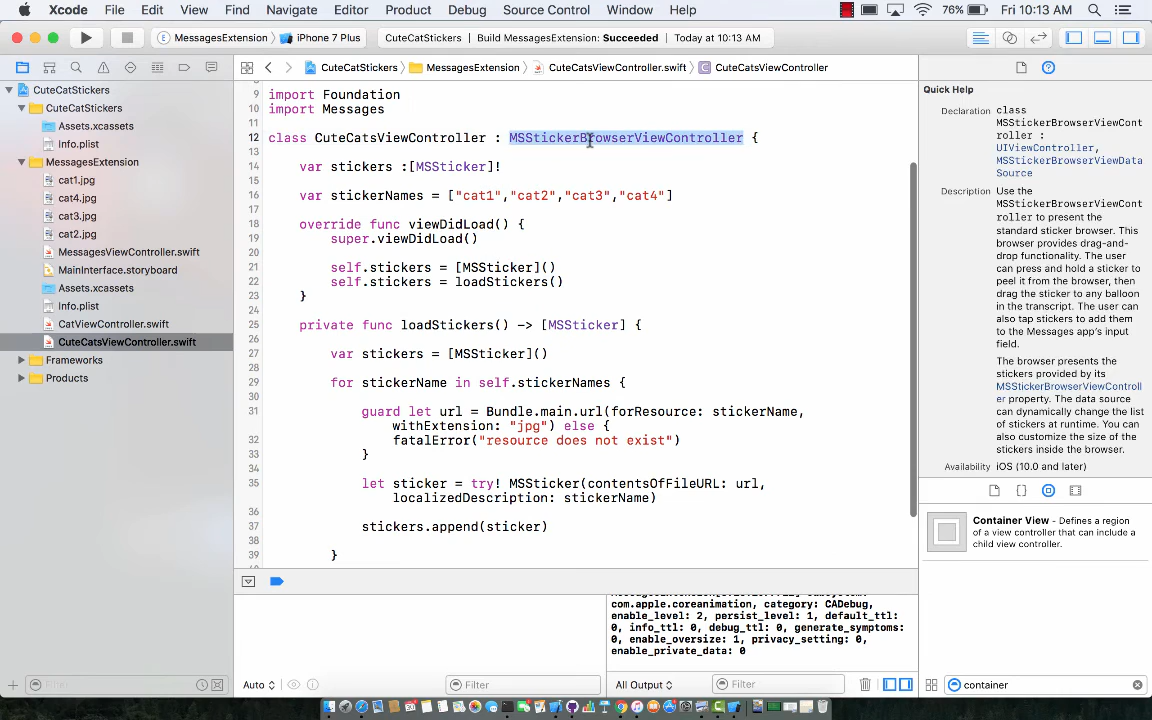 Xcode File Edit View Find Navigate Editor Product Debug Source Control Window Help 76% Fri 10:13 AM
MessagesExtension iPhone 7 Plus CuteCatStickers Build MessagesExtension: Succeeded Today at 10:13 AM
CuteCatStickers MessagesExtension CuteCatsViewController.swift CuteCatsViewController
CuteCatStickers
CuteCatStickers
Assets.xcassets
Info.plist
MessagesExtension
cat1.jpg
cat4.jpg
cat3.jpg
cat2.jpg
MessagesViewController.swift
MainInterface.storyboard
Assets.xcassets
Info.plist
CatViewController.swift
CuteCatsViewController.swift
Frameworks
Products
9 import Foundation
10 import Messages
11
12 class CuteCatsViewController : MSStickerBrowserViewController {
13
14 var stickers :[MSSticker]!
15
16 var stickerNames = ["cat1","cat2","cat3","cat4"]
17
18 override func viewDidLoad() {
19 super.viewDidLoad()
20
21 self.stickers = [MSSticker]()
22 self.stickers = loadStickers()
23 }
24
25 private func loadStickers() -> [MSSticker] {
26
27 var stickers = [MSSticker]()
28
29 for stickerName in self.stickerNames {
30
31 guard let url = Bundle.main.url(forResource: stickerName,
withExtension: "jpg") else {
32 fatalError("resource does not exist")
33 }
34
35 let sticker = try! MSSticker(contentsOfFileURL: url,
localizedDescription: stickerName)
36
37 stickers.append(sticker)
38
39 }
Auto Filter
com.apple.coreanimation, category: CADebug,
enable_level: 2, persist_level: 1, default_ttl:
0, info_ttl: 0, debug_ttl: 0, generate_symptoms:
0, enable_oversize: 1, privacy_setting: 0,
enable_private_data: 0
All Output Filter
Quick Help
Declaration class
MSStickerBrowserViewCont
roller :
UIViewController,
MSStickerBrowserViewData
Source
Description Use the
MSStickerBrowserViewCont
roller to present the
standard sticker browser. This
browser provides drag-and-
drop functionality. The user
can press and hold a sticker to
peel it from the browser, then
drag the sticker to any balloon
in the transcript. The user can
also tap stickers to add them
to the Messages app's input
field.
The browser presents the
stickers provided by its
MSStickerBrowserViewControll
er property. The data source
can dynamically change the list
of stickers at runtime. You can
also customize the size of the
stickers inside the browser.
Availability iOS (10.0 and later)
Container View - Defines a region
of a view controller that can include a
child view controller.
container